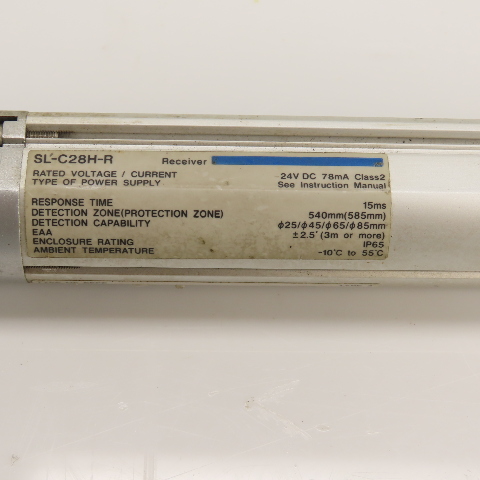 SL-C28H-R Receiver
RATED VOLTAGE / CURRENT 24V DC 78mA Class2
TYPE OF POWER SUPPLY See Instruction Manual
RESPONSE TIME 15ms
DETECTION ZONE(PROTECTION ZONE) 540mm(585mm)
DETECTION CAPABILITY ϕ25/ϕ45/ϕ65/ϕ85mm
EAA ±2.5° (3m or more)
ENCLOSURE RATING IP65
AMBIENT TEMPERATURE -10°C to 55°C